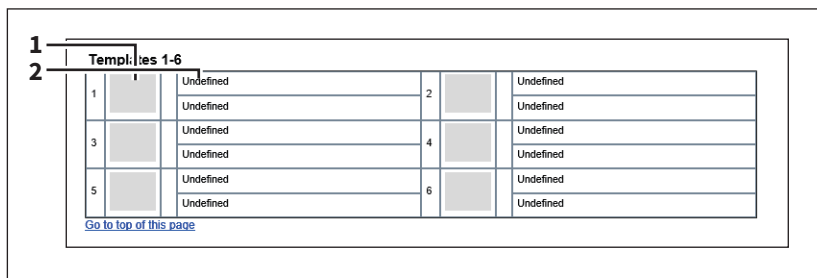 1
2
Templates 1-6
1 Undefined 2 Undefined
Undefined Undefined
3 Undefined 4 Undefined
Undefined Undefined
5 Undefined 6 Undefined
Undefined Undefined
Go to top of this page